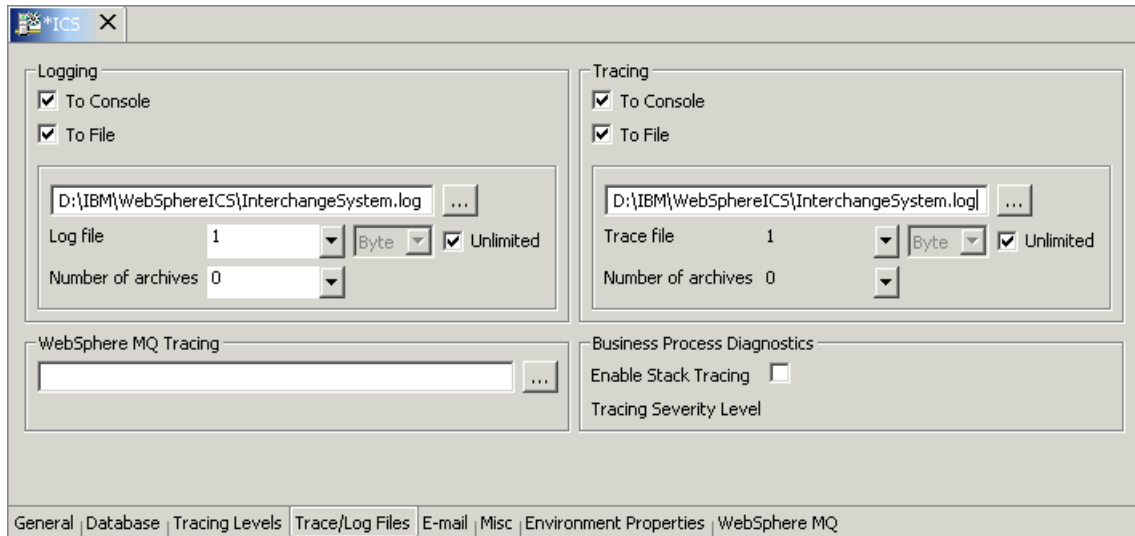 *ICS
Logging
To Console
To File
D:\IBM\WebSphereICS\InterchangeSystem.log ...
Log file 1 Byte Unlimited
Number of archives 0
Tracing
To Console
To File
D:\IBM\WebSphereICS\InterchangeSystem.log ...
Trace file 1 Byte Unlimited
Number of archives 0
WebSphere MQ Tracing
...
Business Process Diagnostics
Enable Stack Tracing
Tracing Severity Level
General Database Tracing Levels Trace/Log Files E-mail Misc Environment Properties WebSphere MQ